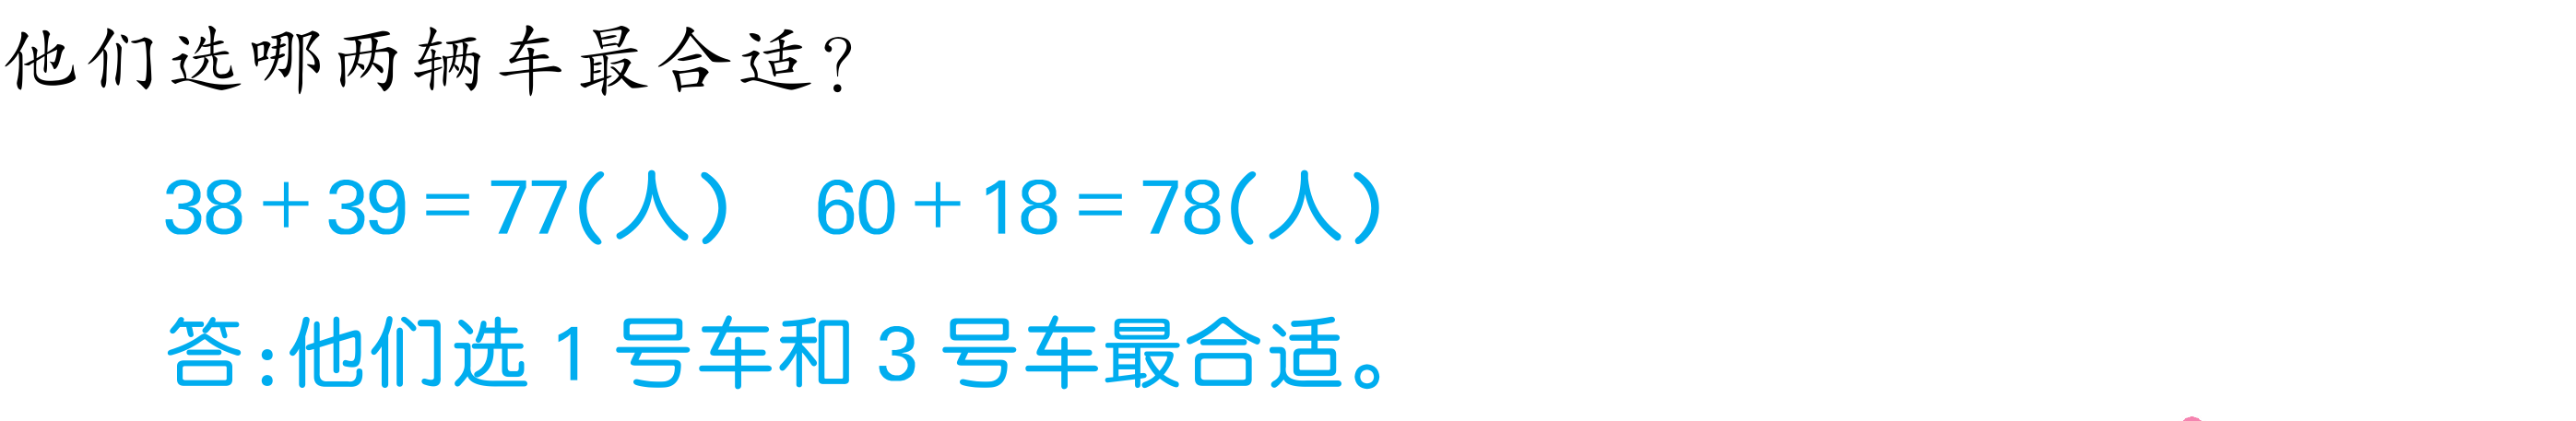 他们选哪两辆车最合适?
38+39=77(人) 60+18=78(人)
答:他们选 1 号车和 3 号车最合适。